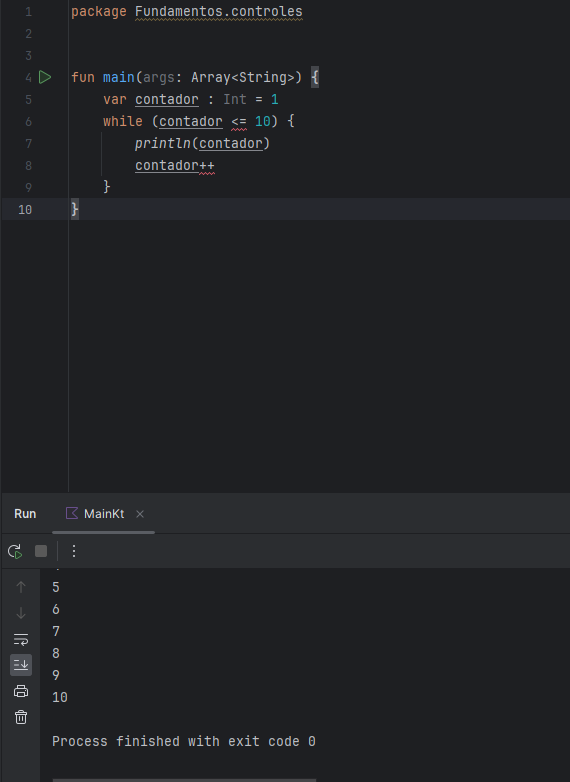 1 package Fundamentos.controles
2
3
4 fun main(args: Array<String>) {
5 var contador : Int = 1
6 while (contador <= 10) {
7 println(contador)
8 contador++
9 }
10 }
Run MainKt ×
5
6
7
8
9
10
Process finished with exit code 0